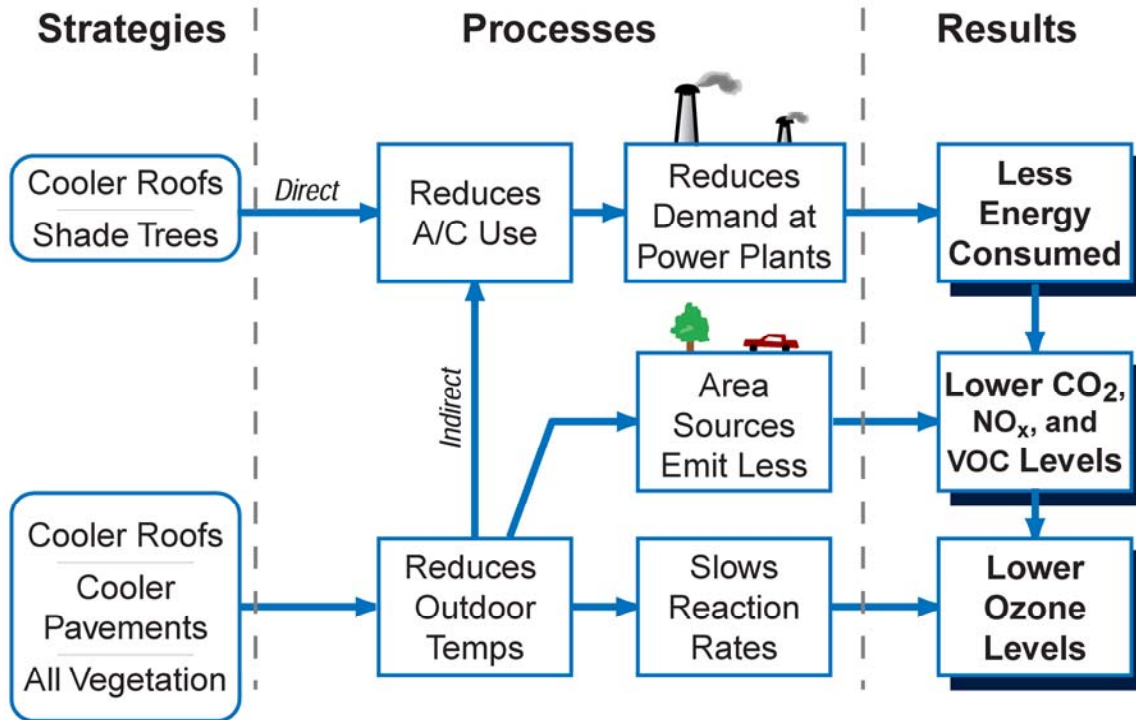 Strategies
Processes
Results
Cooler Roofs
Shade Trees
Direct
Reduces
A/C Use
Reduces
Demand at
Power Plants
Less
Energy
Consumed
Indirect
Area
Sources
Emit Less
Lower CO₂,
NOₓ, and
VOC Levels
Cooler Roofs
Cooler
Pavements
All Vegetation
Reduces
Outdoor
Temps
Slows
Reaction
Rates
Lower
Ozone
Levels